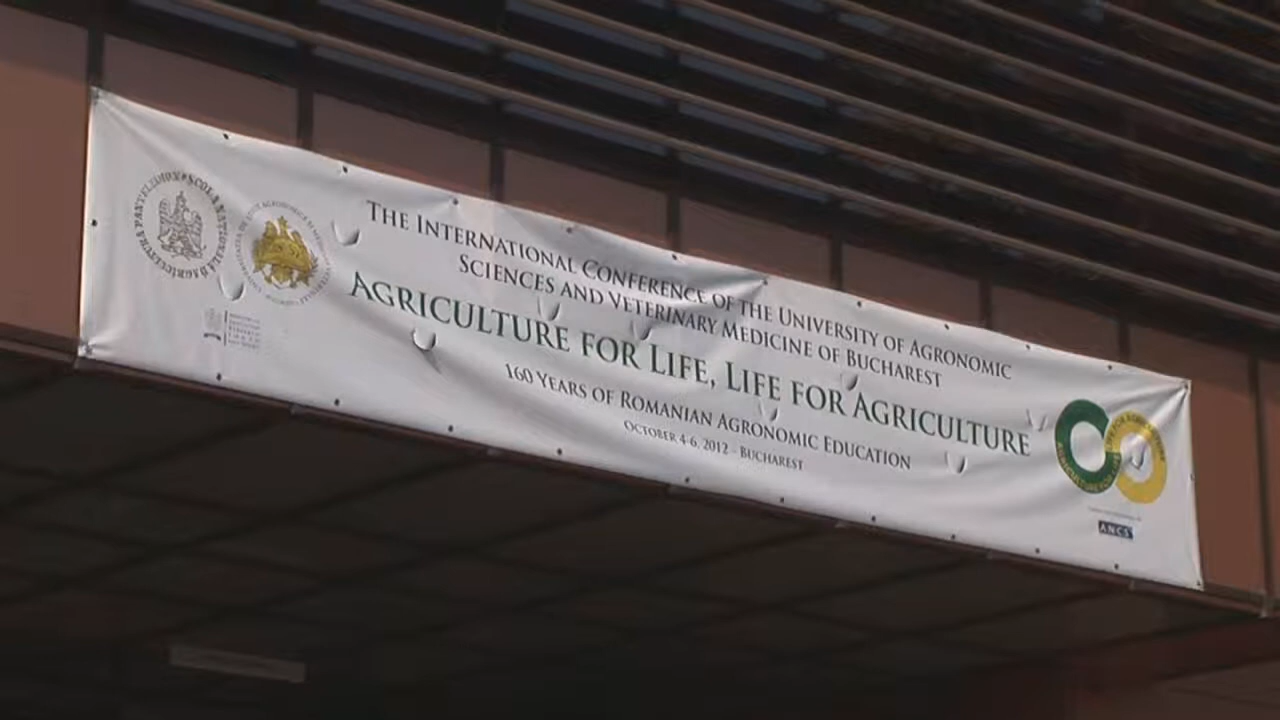 THE INTERNATIONAL CONFERENCE OF THE UNIVERSITY OF AGRONOMIC
SCIENCES AND VETERINARY MEDICINE OF BUCHAREST
AGRICULTURE FOR LIFE, LIFE FOR AGRICULTURE
160 YEARS OF ROMANIAN AGRONOMIC EDUCATION
OCTOBER 4-6, 2012 - BUCHAREST
ANCS